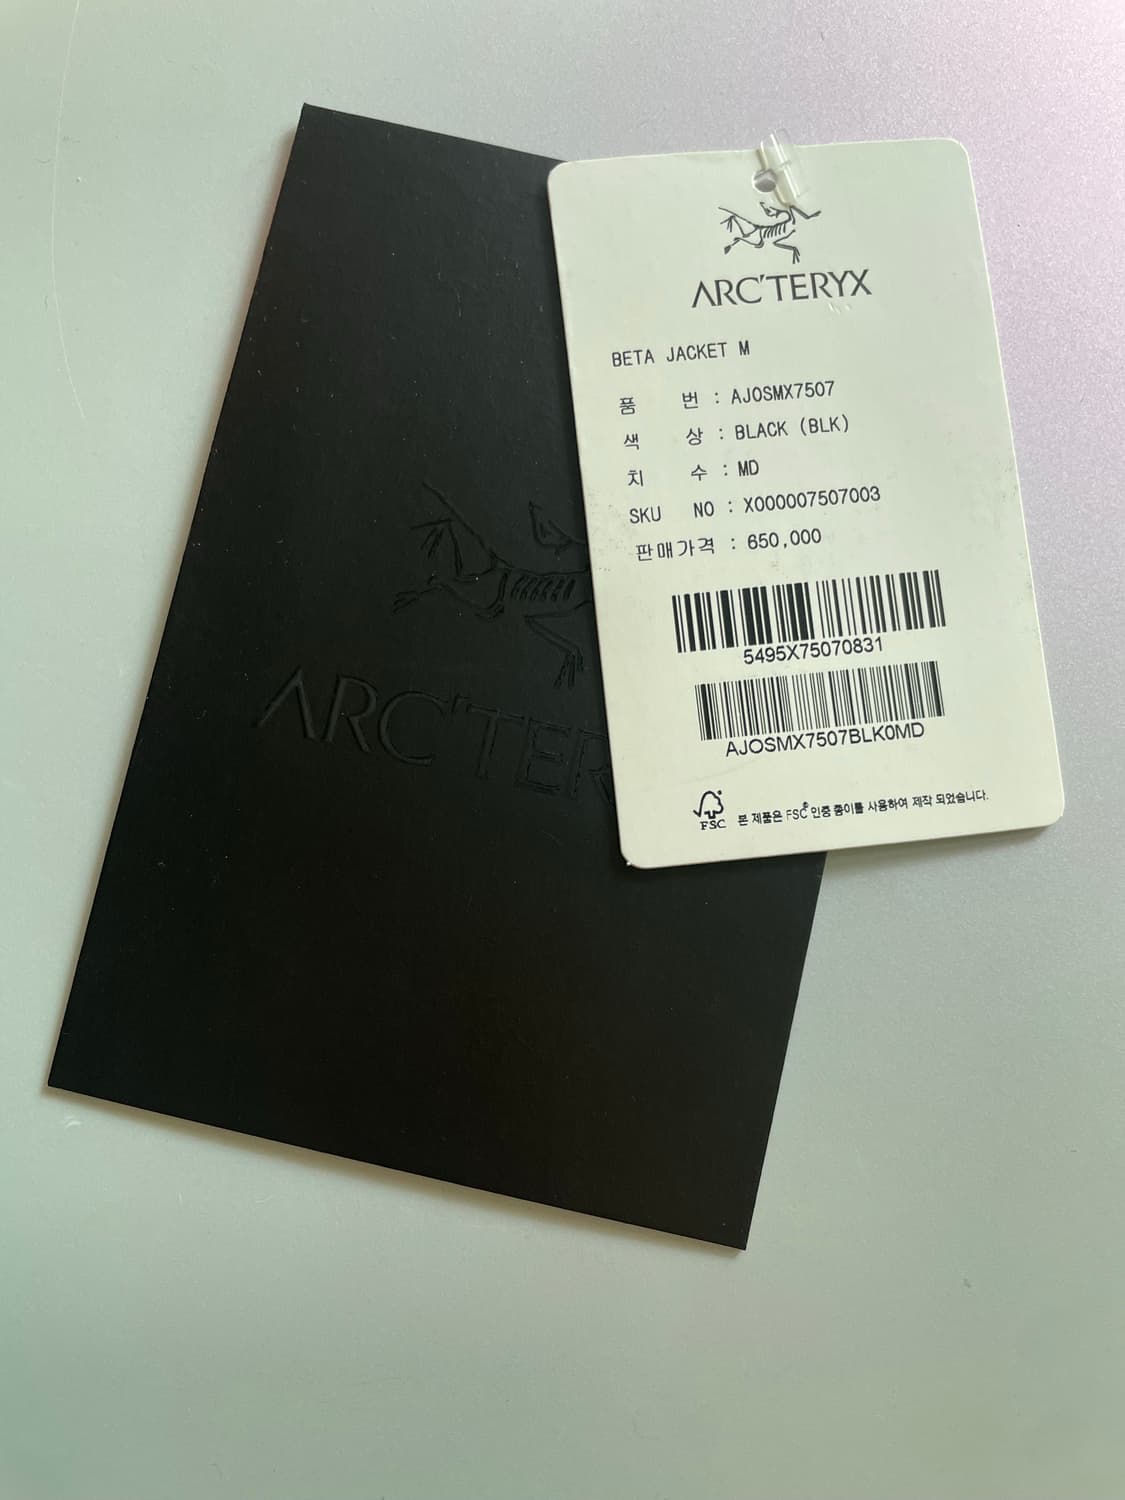 ARC'TERYX
BETA JACKET M
품 번 : AJOSMX7507
색 상 : BLACK (BLK)
치 수 : MD
SKU NO : X000007507003
판매가격 : 650,000
5495X75070831
AJOSMX7507BLK0MD
FSC 본 제품은 FSC® 인증 종이를 사용하여 제작 되었습니다.
ARC'TER